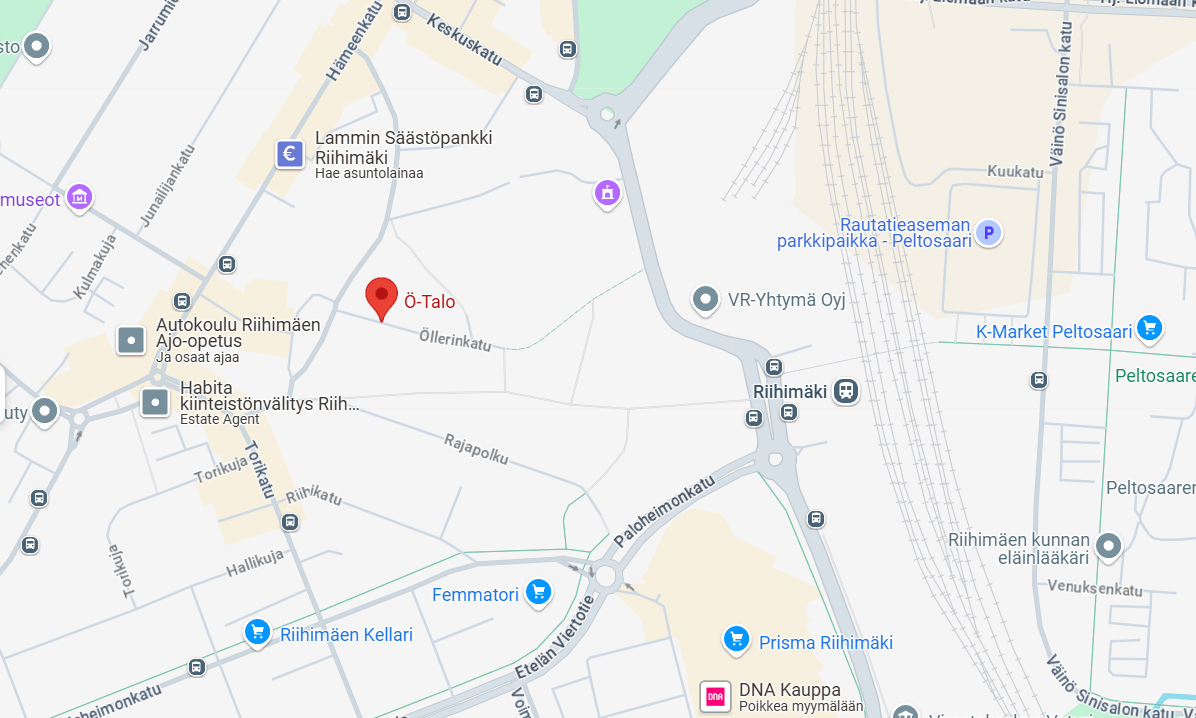 Jarrumi
Hämeenkatu
Keskuskatu
Hj. Elomaan katu
Väinö Sinisalon katu
sto
Lammin Säästöpankki
Riihimäki
Hae asuntolainaa
Junailijankatu
Kuukatu
museot
Rautatieaseman
parkkipaikka - Peltosaari
henkatu
Kulmakuja
Ö-Talo
VR-Yhtymä Oyj
Autokoulu Riihimäen
Ajo-opetus
Ja osaat ajaa
Öllerinkatu
K-Market Peltosaari
Peltosaare
Habita
kiinteistönvälitys Riih...
Estate Agent
uty
Riihimäki
Rajapolku
Torikatu
Torikuja
Riihikatu
Paloheimonkatu
Peltosaaren
Riihimäen kunnan
eläinlääkäri
Torikuja
Hallikuja
Venuksenkatu
Femmatori
Riihimäen Kellari
Etelän Viertotie
Prisma Riihimäki
DNA
DNA Kauppa
Poikkea myymälään
Väinö Sinisalon katu
aloheimonkatu
Voin